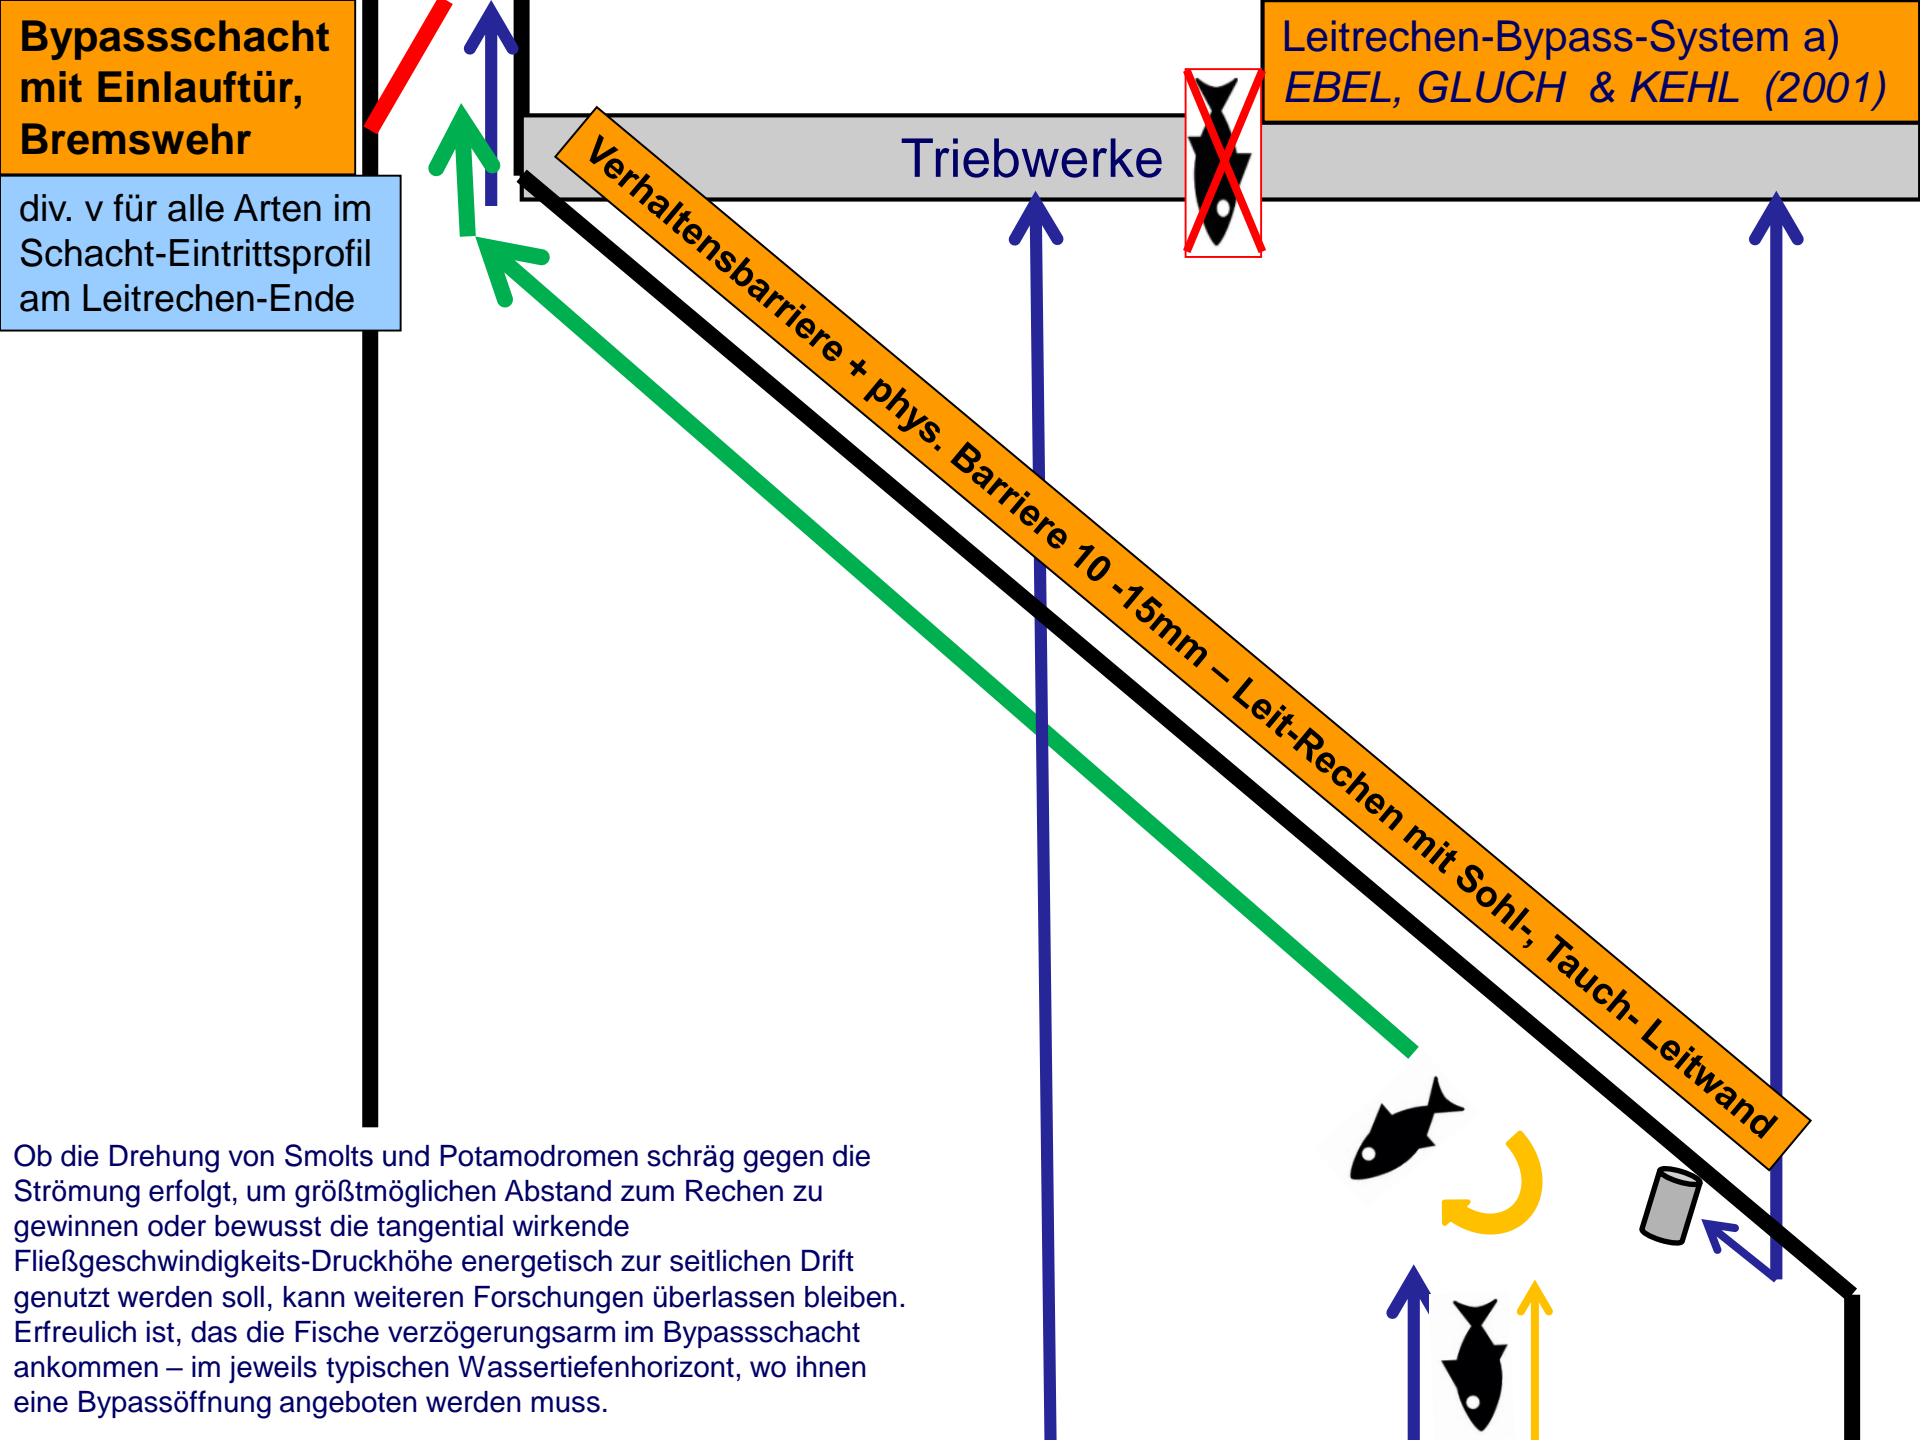 Bypassschacht
mit Einlauftür,
Bremswehr
div. v für alle Arten im
Schacht-Eintrittsprofil
am Leitrechen-Ende
Leitrechen-Bypass-System a)
EBEL, GLUCH & KEHL (2001)
Triebwerke
Verhaltensbarriere + phys. Barriere 10 -15mm – Leit-Rechen mit Sohl-, Tauch- Leitwand
Ob die Drehung von Smolts und Potamodromen schräg gegen die
Strömung erfolgt, um größtmöglichen Abstand zum Rechen zu
gewinnen oder bewusst die tangential wirkende
Fließgeschwindigkeits-Druckhöhe energetisch zur seitlichen Drift
genutzt werden soll, kann weiteren Forschungen überlassen bleiben.
Erfreulich ist, das die Fische verzögerungsarm im Bypassschacht
ankommen – im jeweils typischen Wassertiefenhorizont, wo ihnen
eine Bypassöffnung angeboten werden muss.